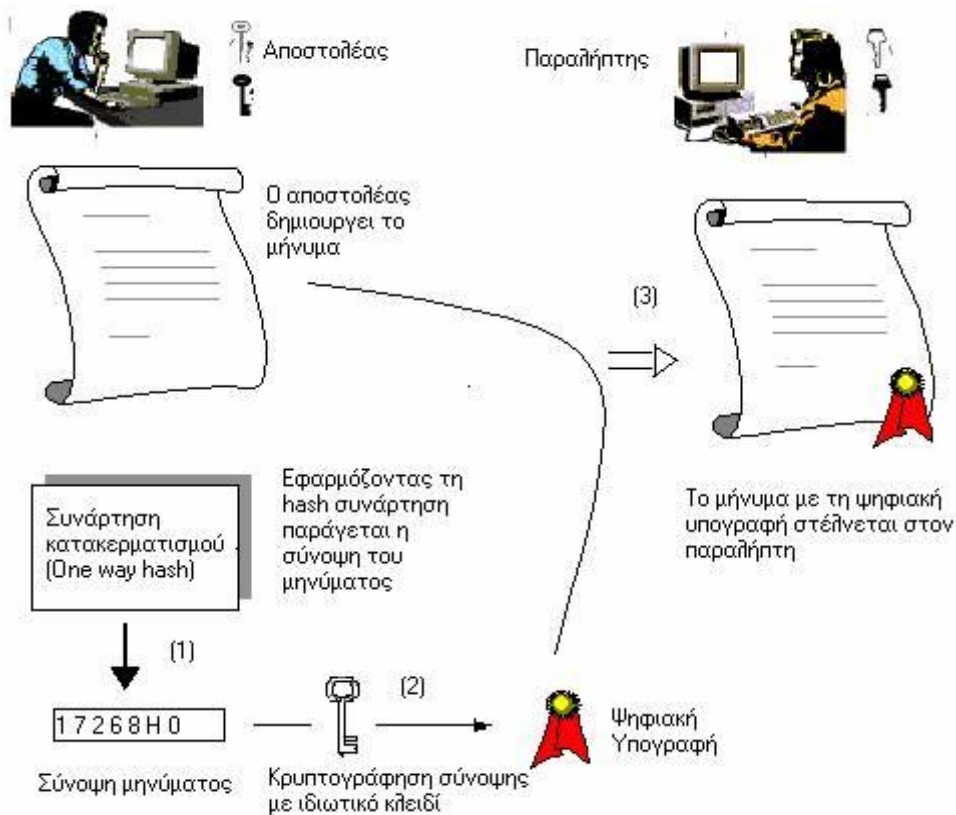 Αποστολέας
Παραλήπτης
Ο αποστολέας
δημιουργει το
μήνυμα
(3)
Συνάρτηση
κατακερματισμού
(One way hash)
Εφαρμόζοντας τη
hash συνάρτηση
παράγεται η
σύνοψη του
μηνύματος
Το μήνυμα με τη ψηφιακή
υπογραφή στέλνεται στον
παραλήπτη
(1)
17268H0
(2)
Ψηφιακή
Υπογραφή
Σύνοψη μηνύματος
Κρυπτογράφηση σύνοψης
με ιδιωτικό κλειδί